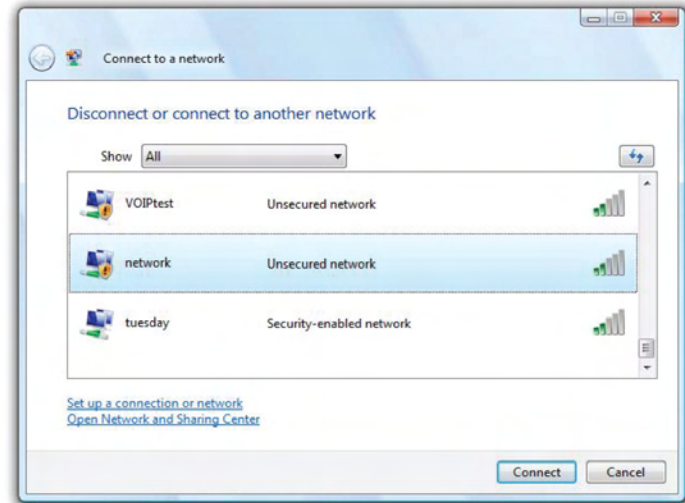 Connect to a network
Disconnect or connect to another network
Show All
VOIPtest Unsecured network
network Unsecured network
tuesday Security-enabled network
Set up a connection or network
Open Network and Sharing Center
Connect Cancel